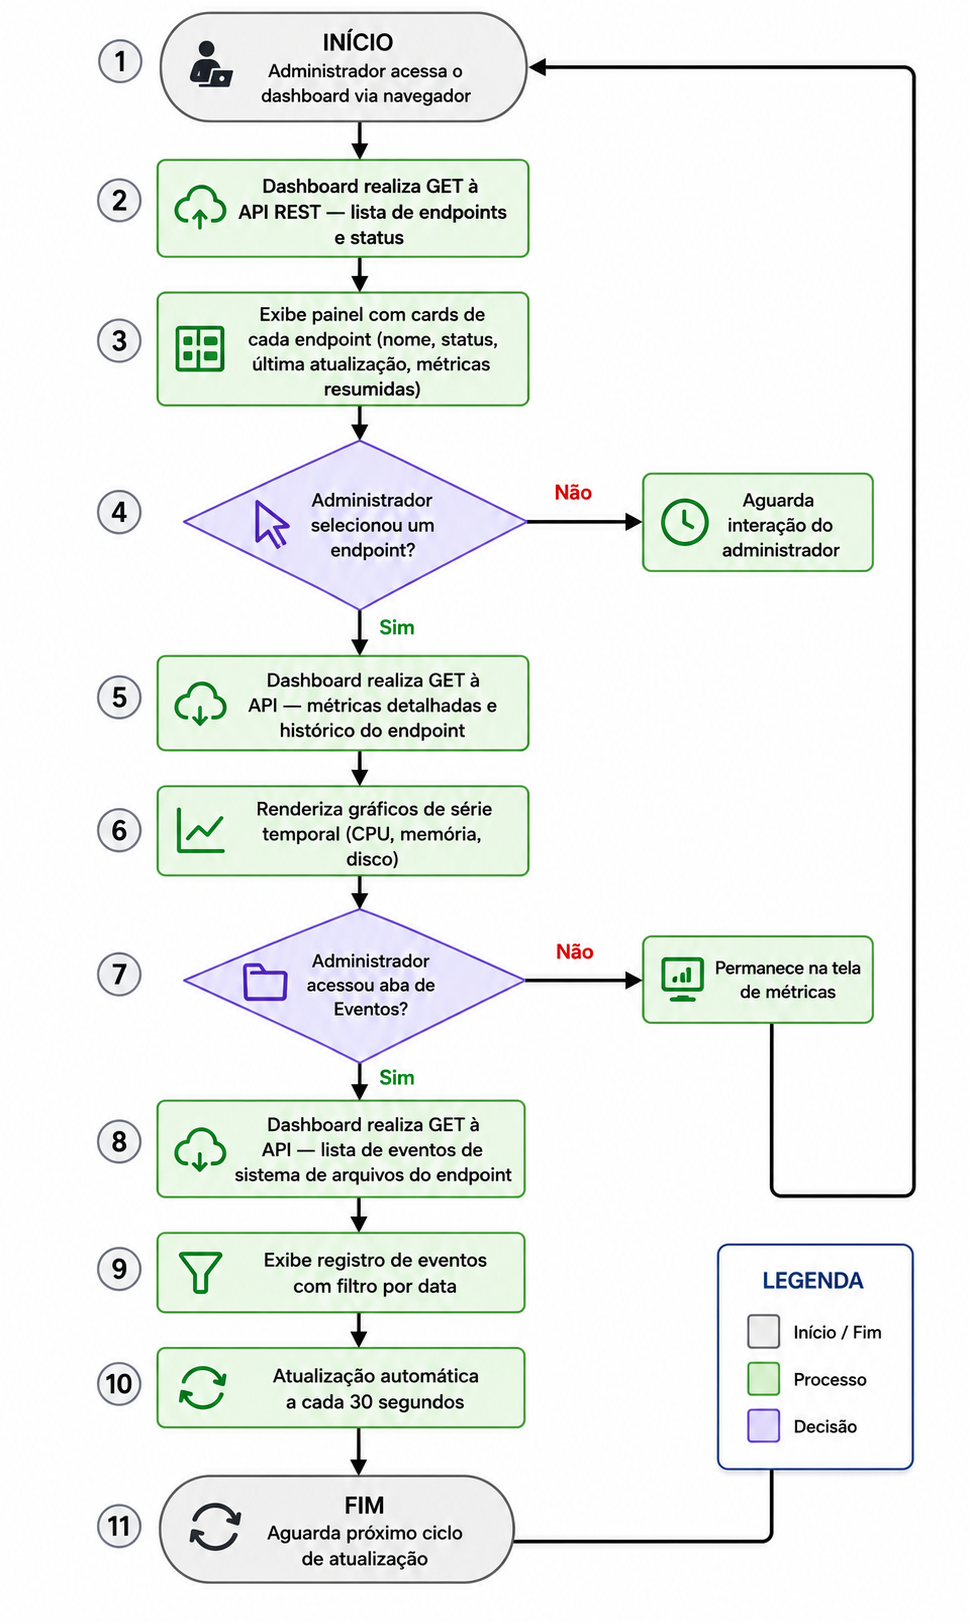 1
INÍCIO
Administrador acessa o
dashboard via navegador
2
Dashboard realiza GET à
API REST — lista de endpoints
e status
3
Exibe painel com cards de
cada endpoint (nome, status,
última atualização, métricas
resumidas)
4
Administrador
selecionou um
endpoint?
Não
Aguarda
interação do
administrador
Sim
5
Dashboard realiza GET à
API — métricas detalhadas e
histórico do endpoint
6
Renderiza gráficos de série
temporal (CPU, memória,
disco)
7
Administrador
acessou aba de
Eventos?
Não
Permanece na tela
de métricas
Sim
8
Dashboard realiza GET à
API — lista de eventos de
sistema de arquivos do endpoint
9
Exibe registro de eventos
com filtro por data
10
Atualização automática
a cada 30 segundos
11
FIM
Aguarda próximo ciclo
de atualização
LEGENDA
Início / Fim
Processo
Decisão